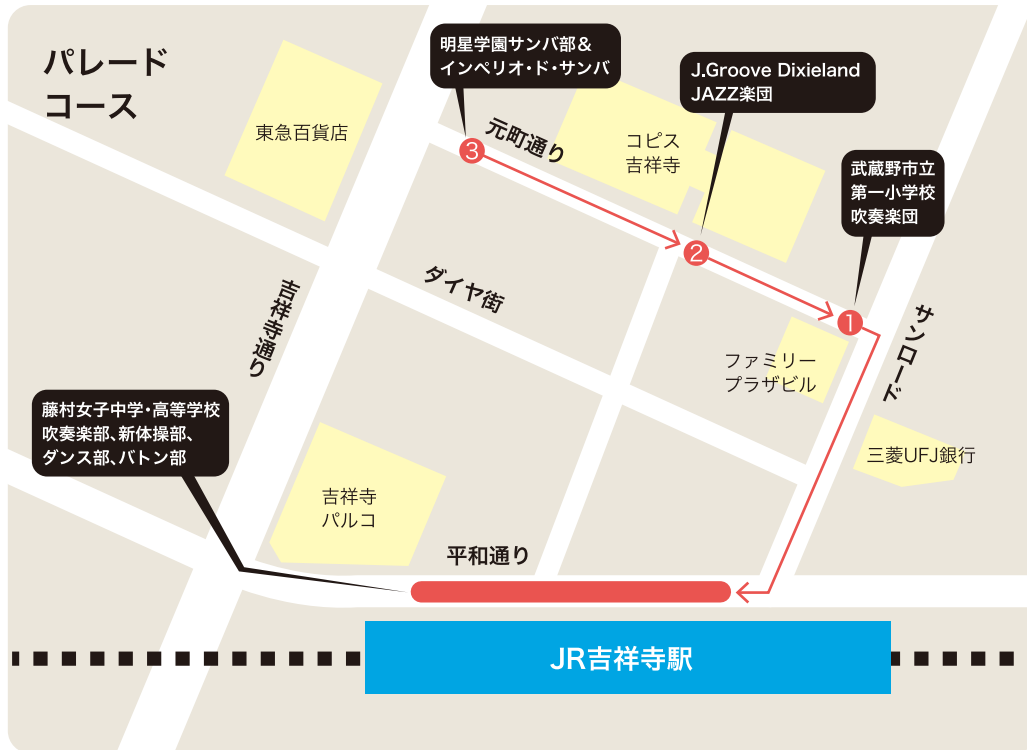 パレード
コース
明星学園サンバ部&
インペリオ・ド・サンバ
J.Groove Dixieland
JAZZ楽団
武蔵野市立
第一小学校
吹奏楽団
東急百貨店
元町通り
コピス
吉祥寺
3
2
1
ダイヤ街
吉祥寺通り
サンロード
ファミリー
プラザビル
藤村女子中学・高等学校
吹奏楽部、新体操部、
ダンス部、バトン部
三菱UFJ銀行
吉祥寺
パルコ
平和通り
JR吉祥寺駅